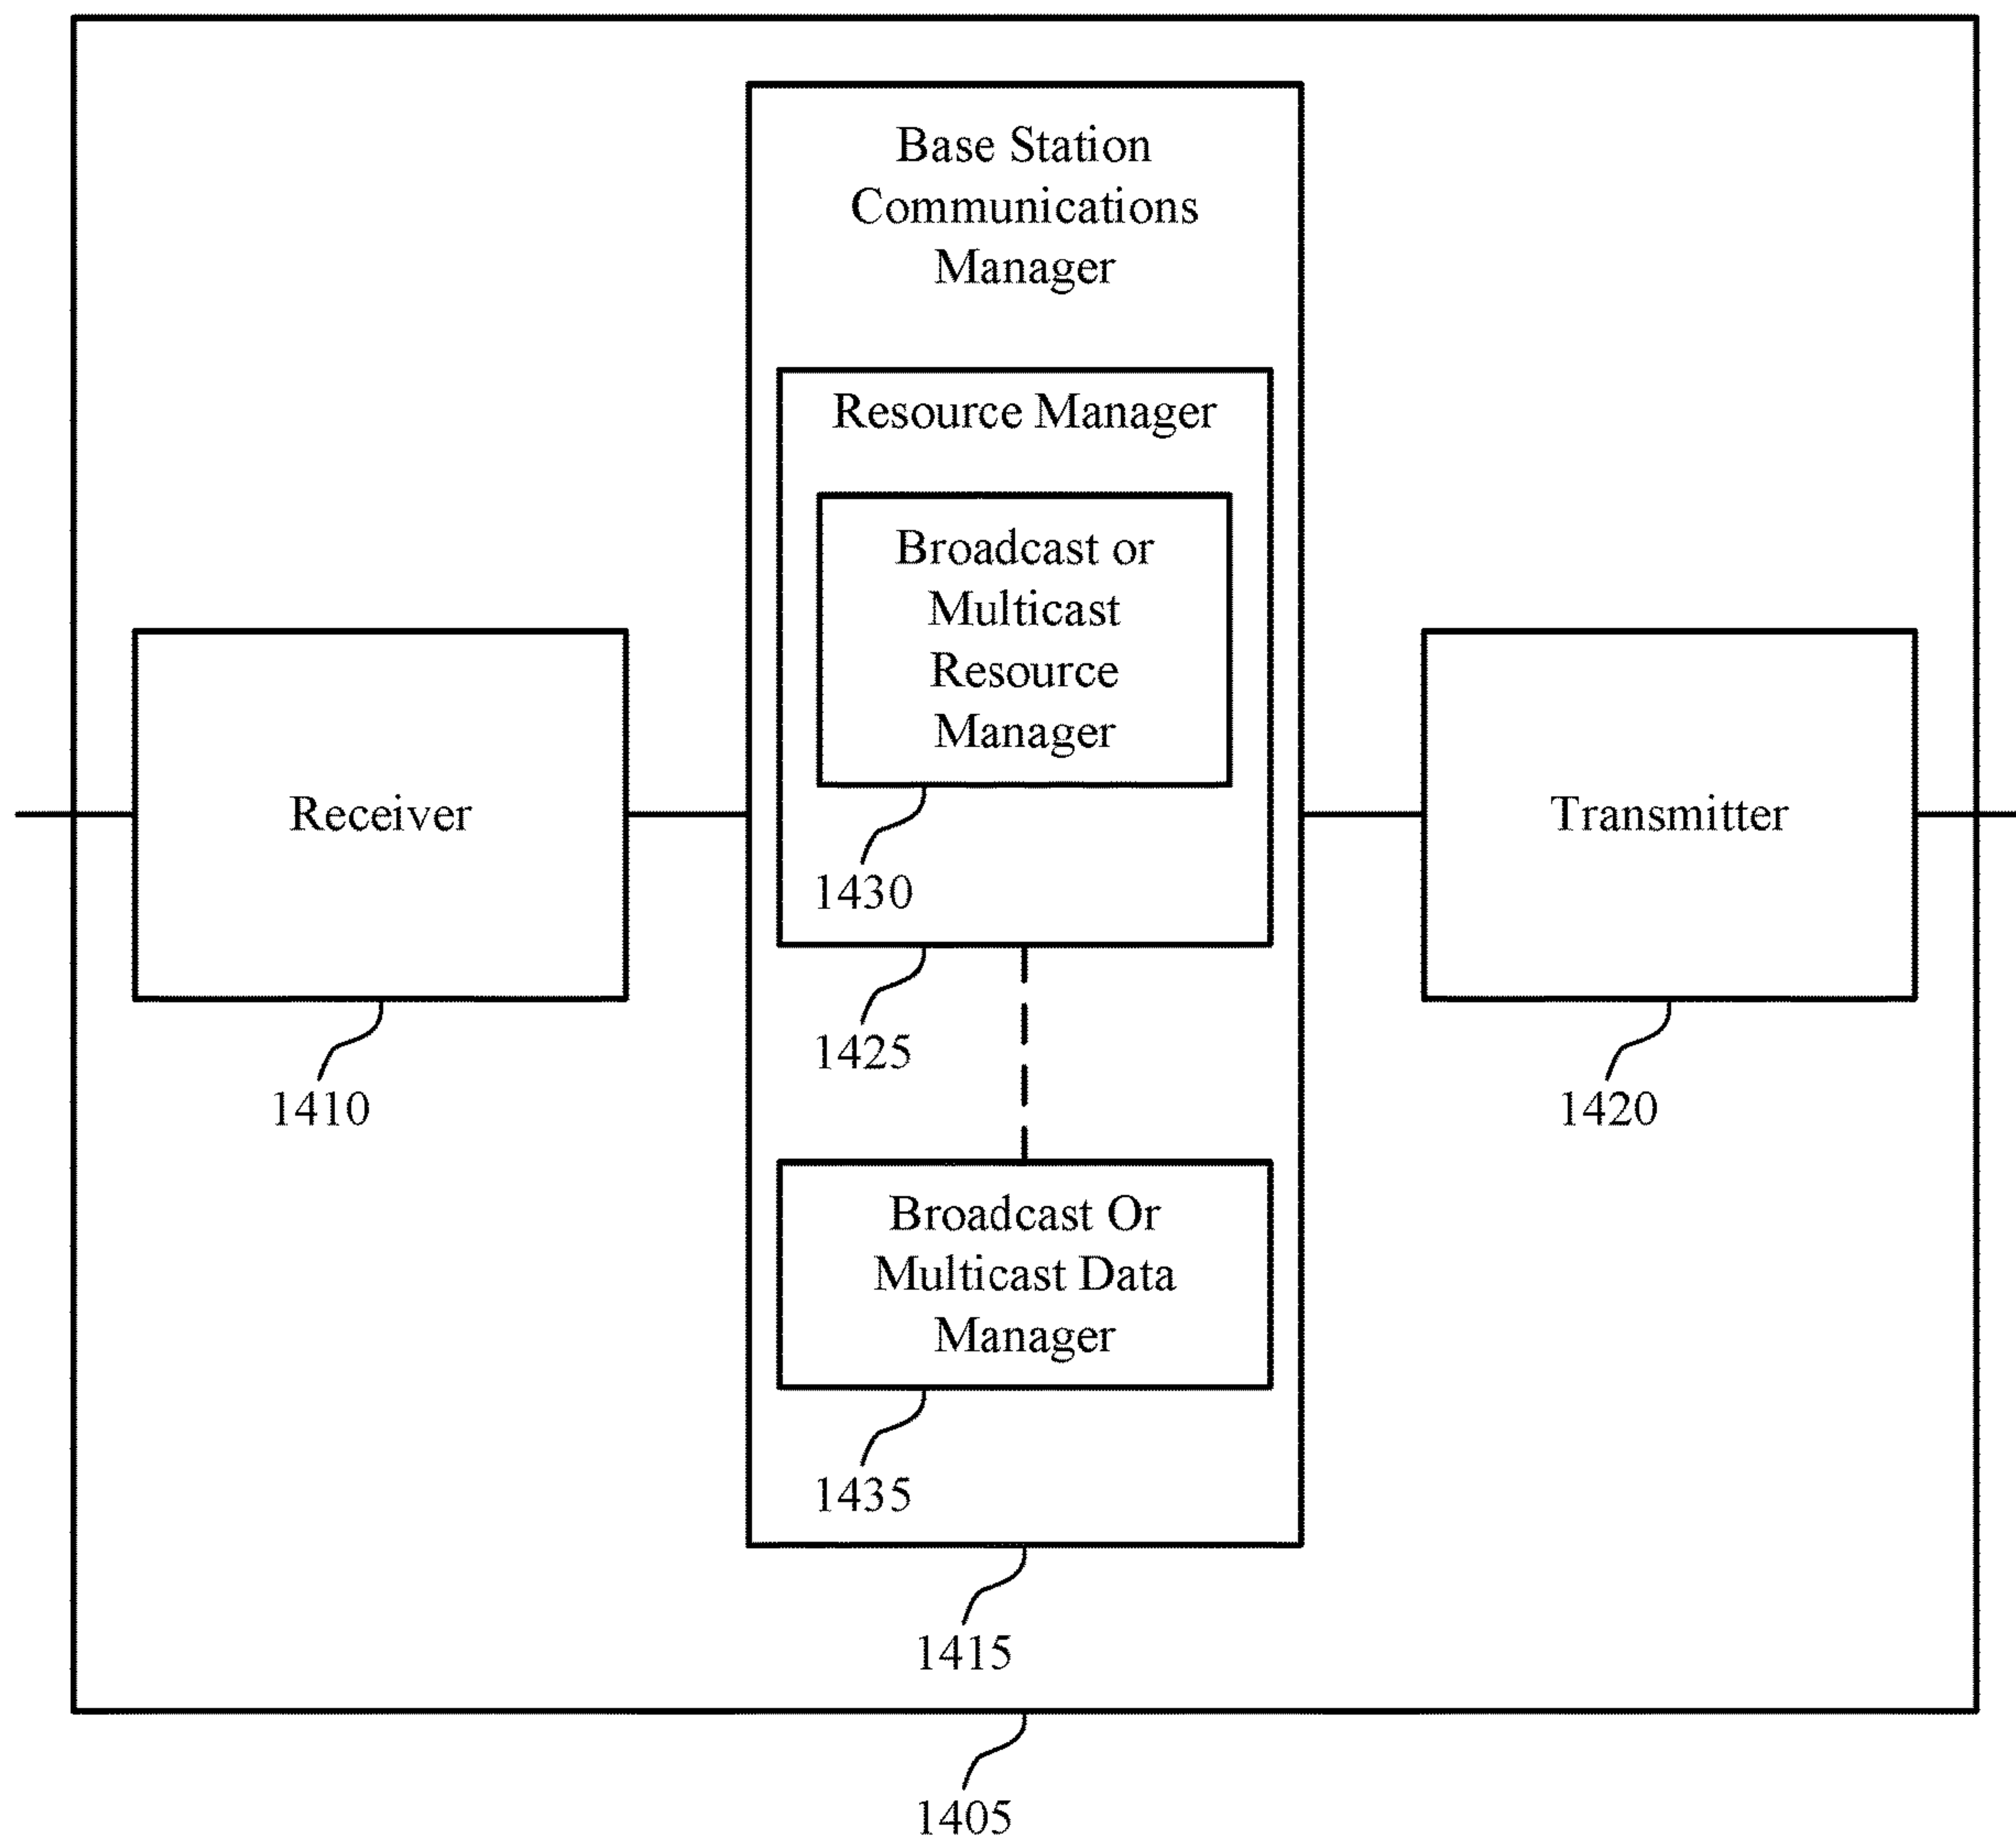 Base Station
Communications
Manager
Resource Manager
Broadcast or
Multicast
Resource
Manager
1430
1425
Receiver
1410
Transmitter
1420
Broadcast Or
Multicast Data
Manager
1435
1415
1405